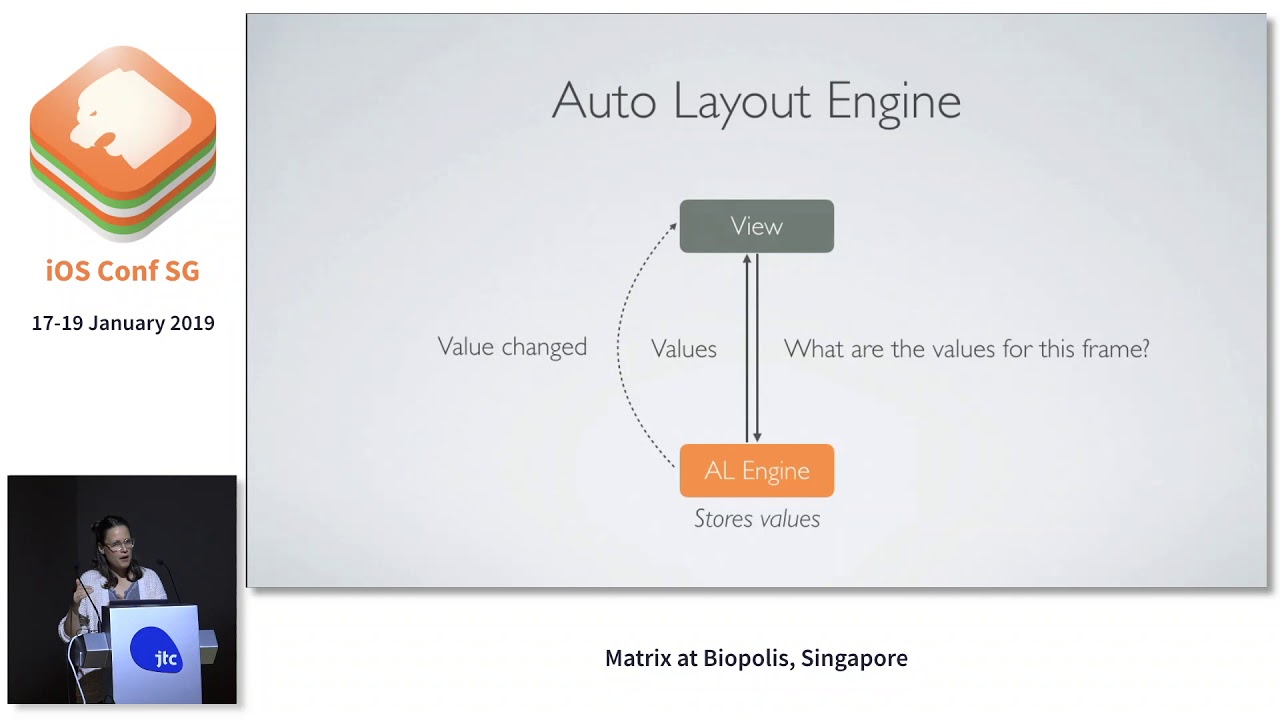 iOS Conf SG
17-19 January 2019
Auto Layout Engine
View
Value changed
Values
What are the values for this frame?
AL Engine
Stores values
jtc
Matrix at Biopolis, Singapore